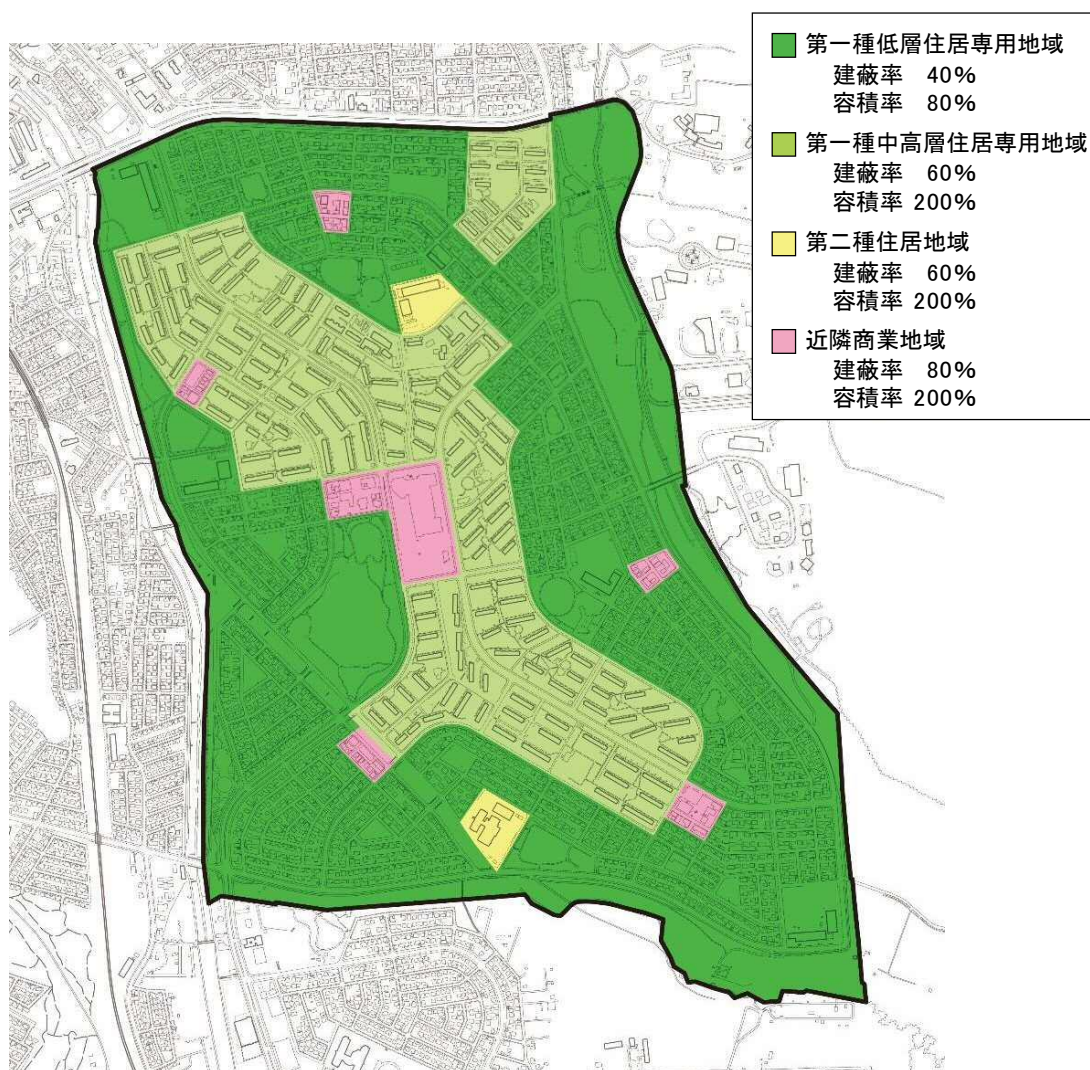 第一種低層住居専用地域
建蔽率 40%
容積率 80%
第一種中高層住居専用地域
建蔽率 60%
容積率 200%
第二種住居地域
建蔽率 60%
容積率 200%
近隣商業地域
建蔽率 80%
容積率 200%